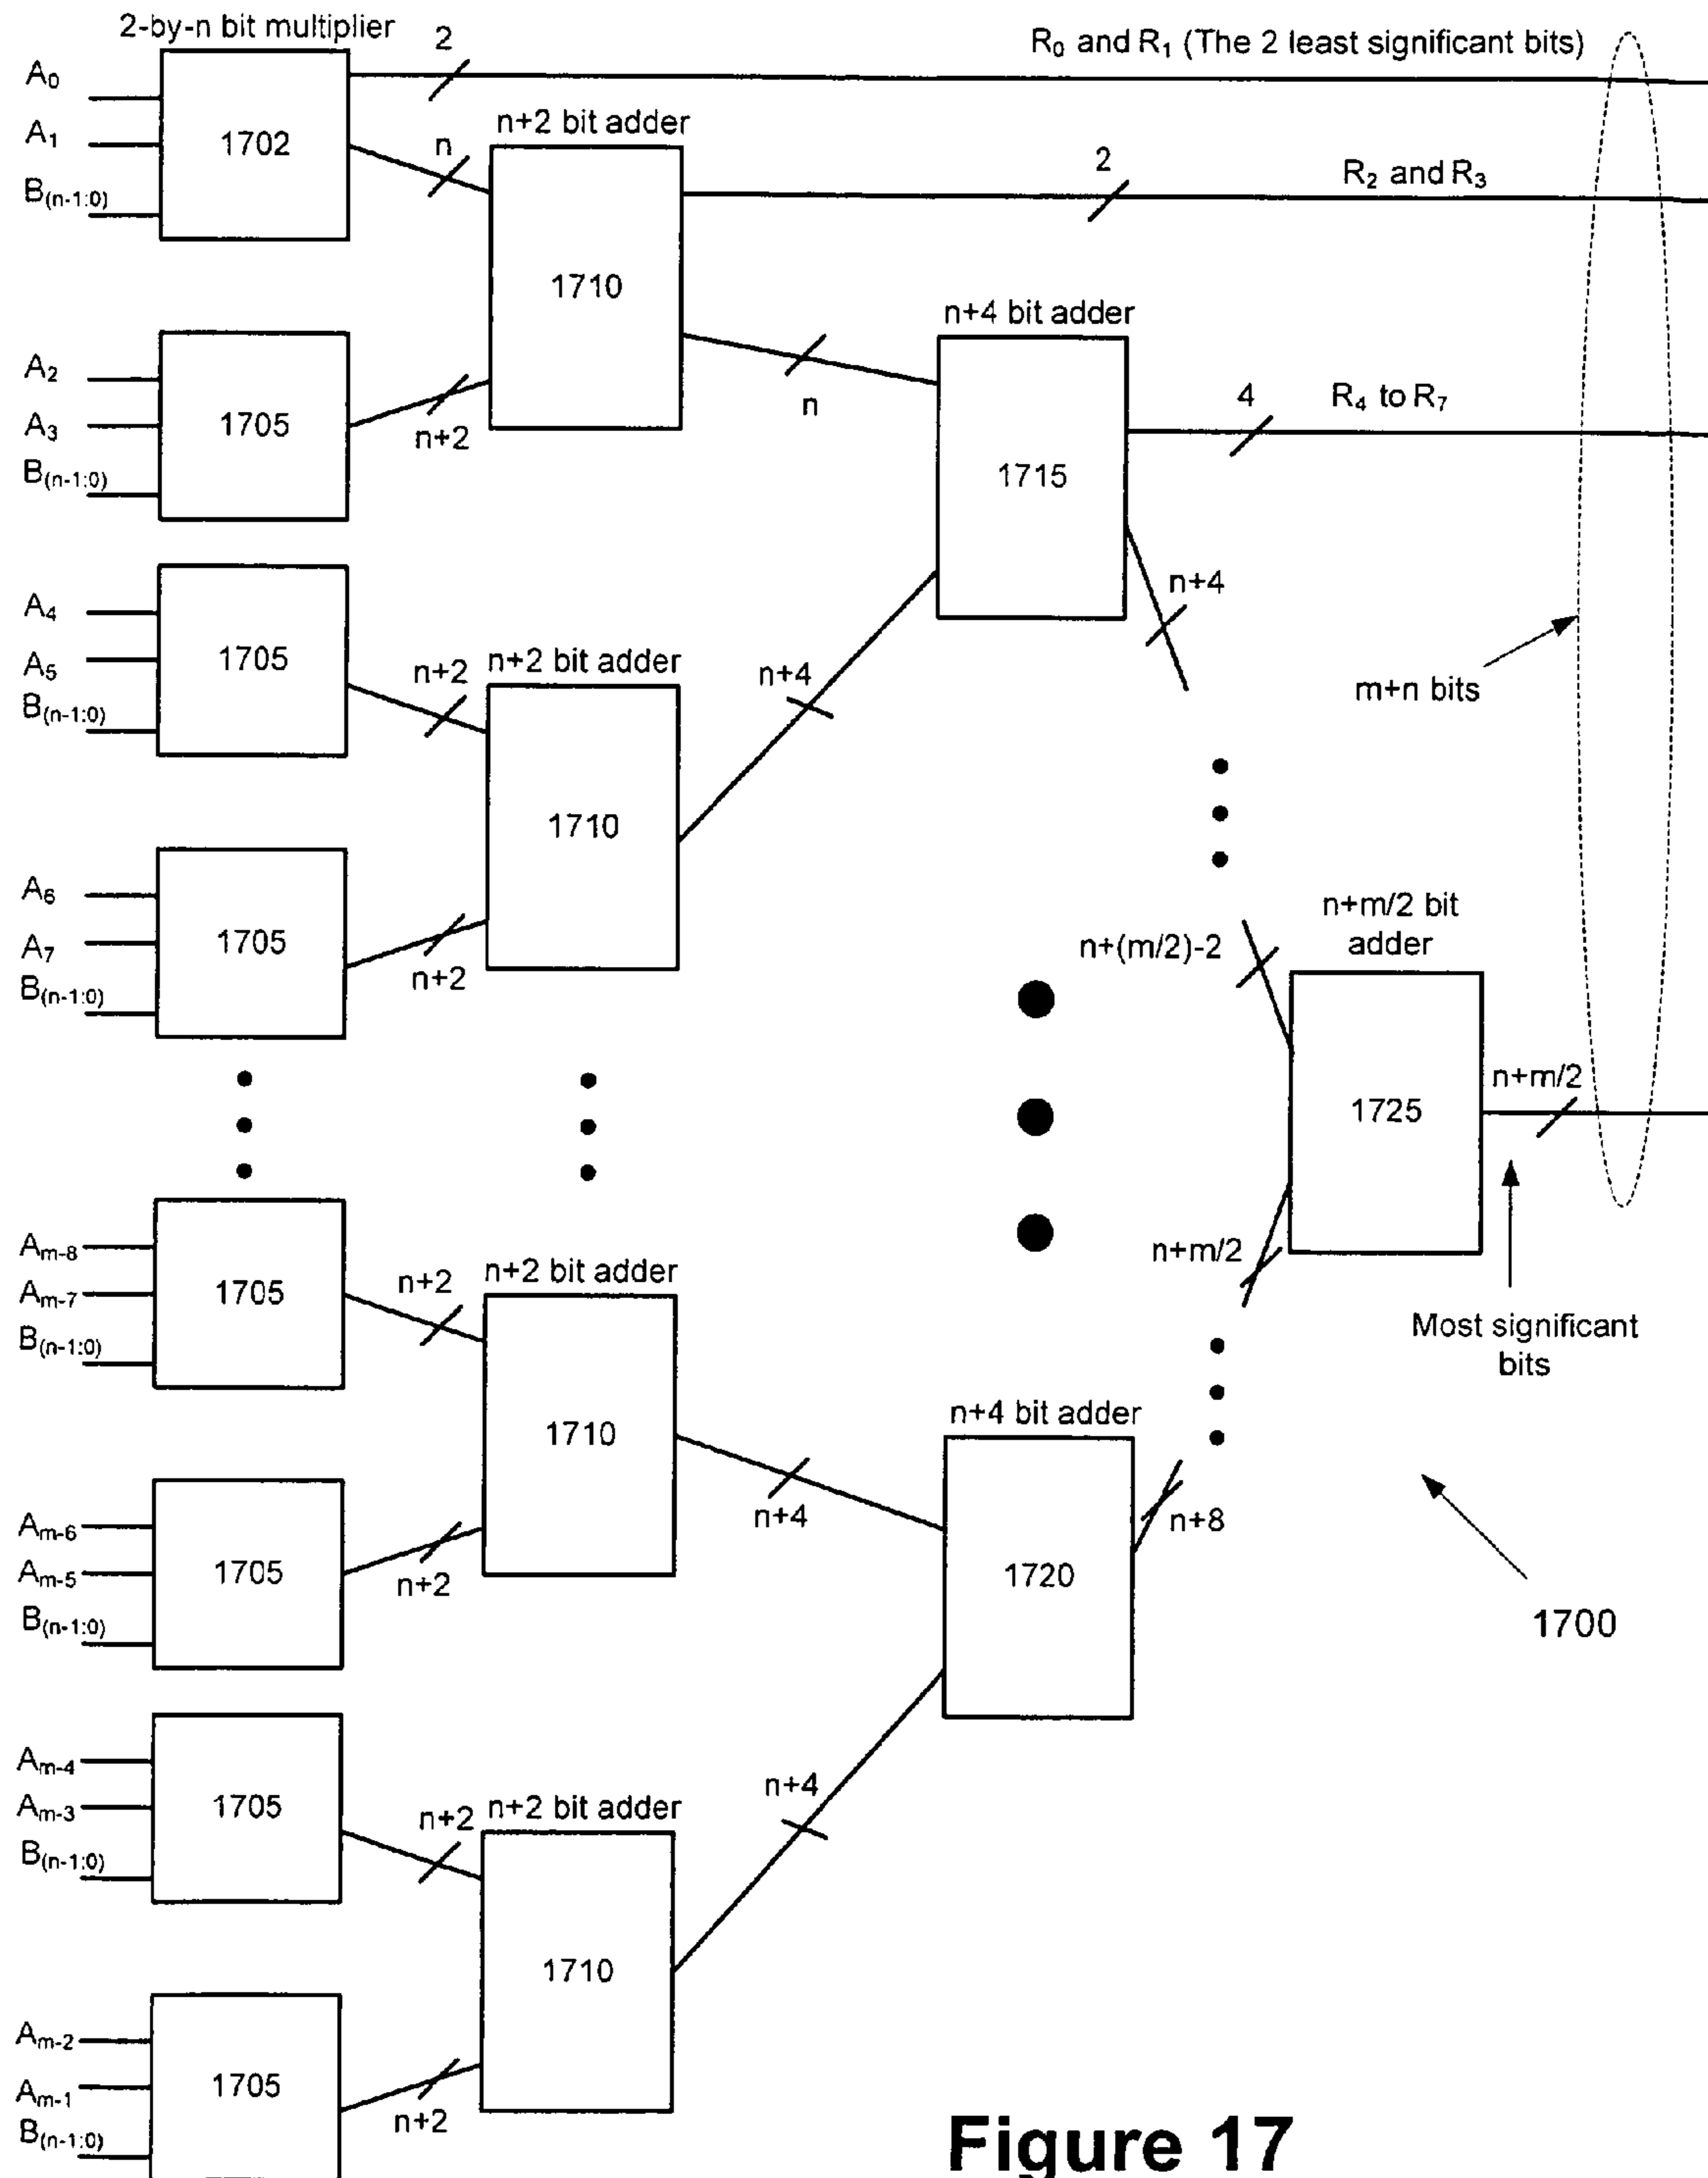 2-by-n bit multiplier
2
R₀ and R₁ (The 2 least significant bits)
A₀
A₁
B(n-1:0)
1702
n
n+2 bit adder
1710
2
R₂ and R₃
A₂
A₃
B(n-1:0)
1705
n+2
n
n+4 bit adder
1715
4
R₄ to R₇
n+4
m+n bits
A₄
A₅
B(n-1:0)
1705
n+2
n+2 bit adder
1710
n+4
A₆
A₇
B(n-1:0)
1705
n+2
n+(m/2)-2
n+m/2 bit
adder
1725
n+m/2
n+m/2
Most significant
bits
Aₘ₋₈
Aₘ₋₇
B(n-1:0)
1705
n+2
n+2 bit adder
1710
n+4
Aₘ₋₆
Aₘ₋₅
B(n-1:0)
1705
n+2
n+4 bit adder
1720
n+8
1700
Aₘ₋₄
Aₘ₋₃
B(n-1:0)
1705
n+2
n+2 bit adder
1710
n+4
Aₘ₋₂
Aₘ₋₁
B(n-1:0)
1705
n+2
Figure 17